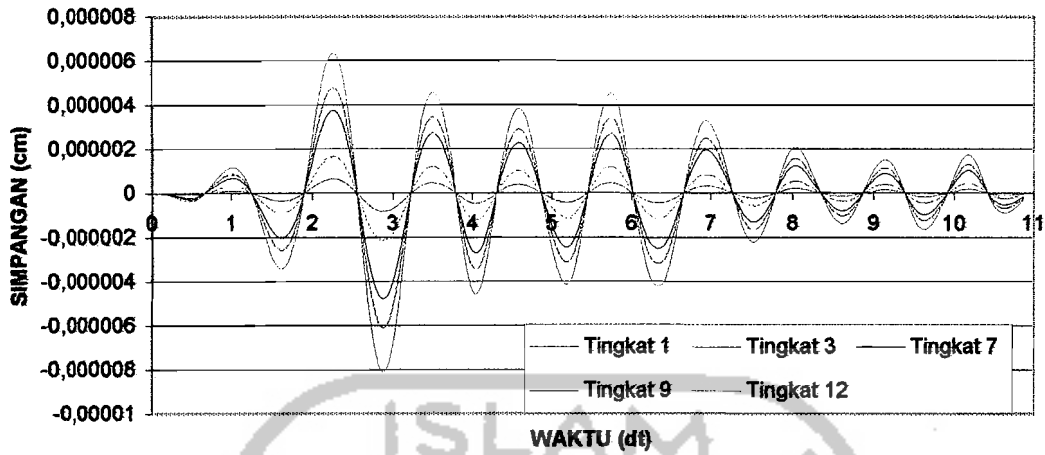 0,000008
0,000006
0,000004
0,000002
0
-0,000002
-0,000004
-0,000006
-0,000008
-0,00001
SIMPANGAN (cm)
0 1 2 3 4 5 6 7 8 9 10 11
Tingkat 1 Tingkat 3 Tingkat 7
Tingkat 9 Tingkat 12
ISLAM
WAKTU (dt)